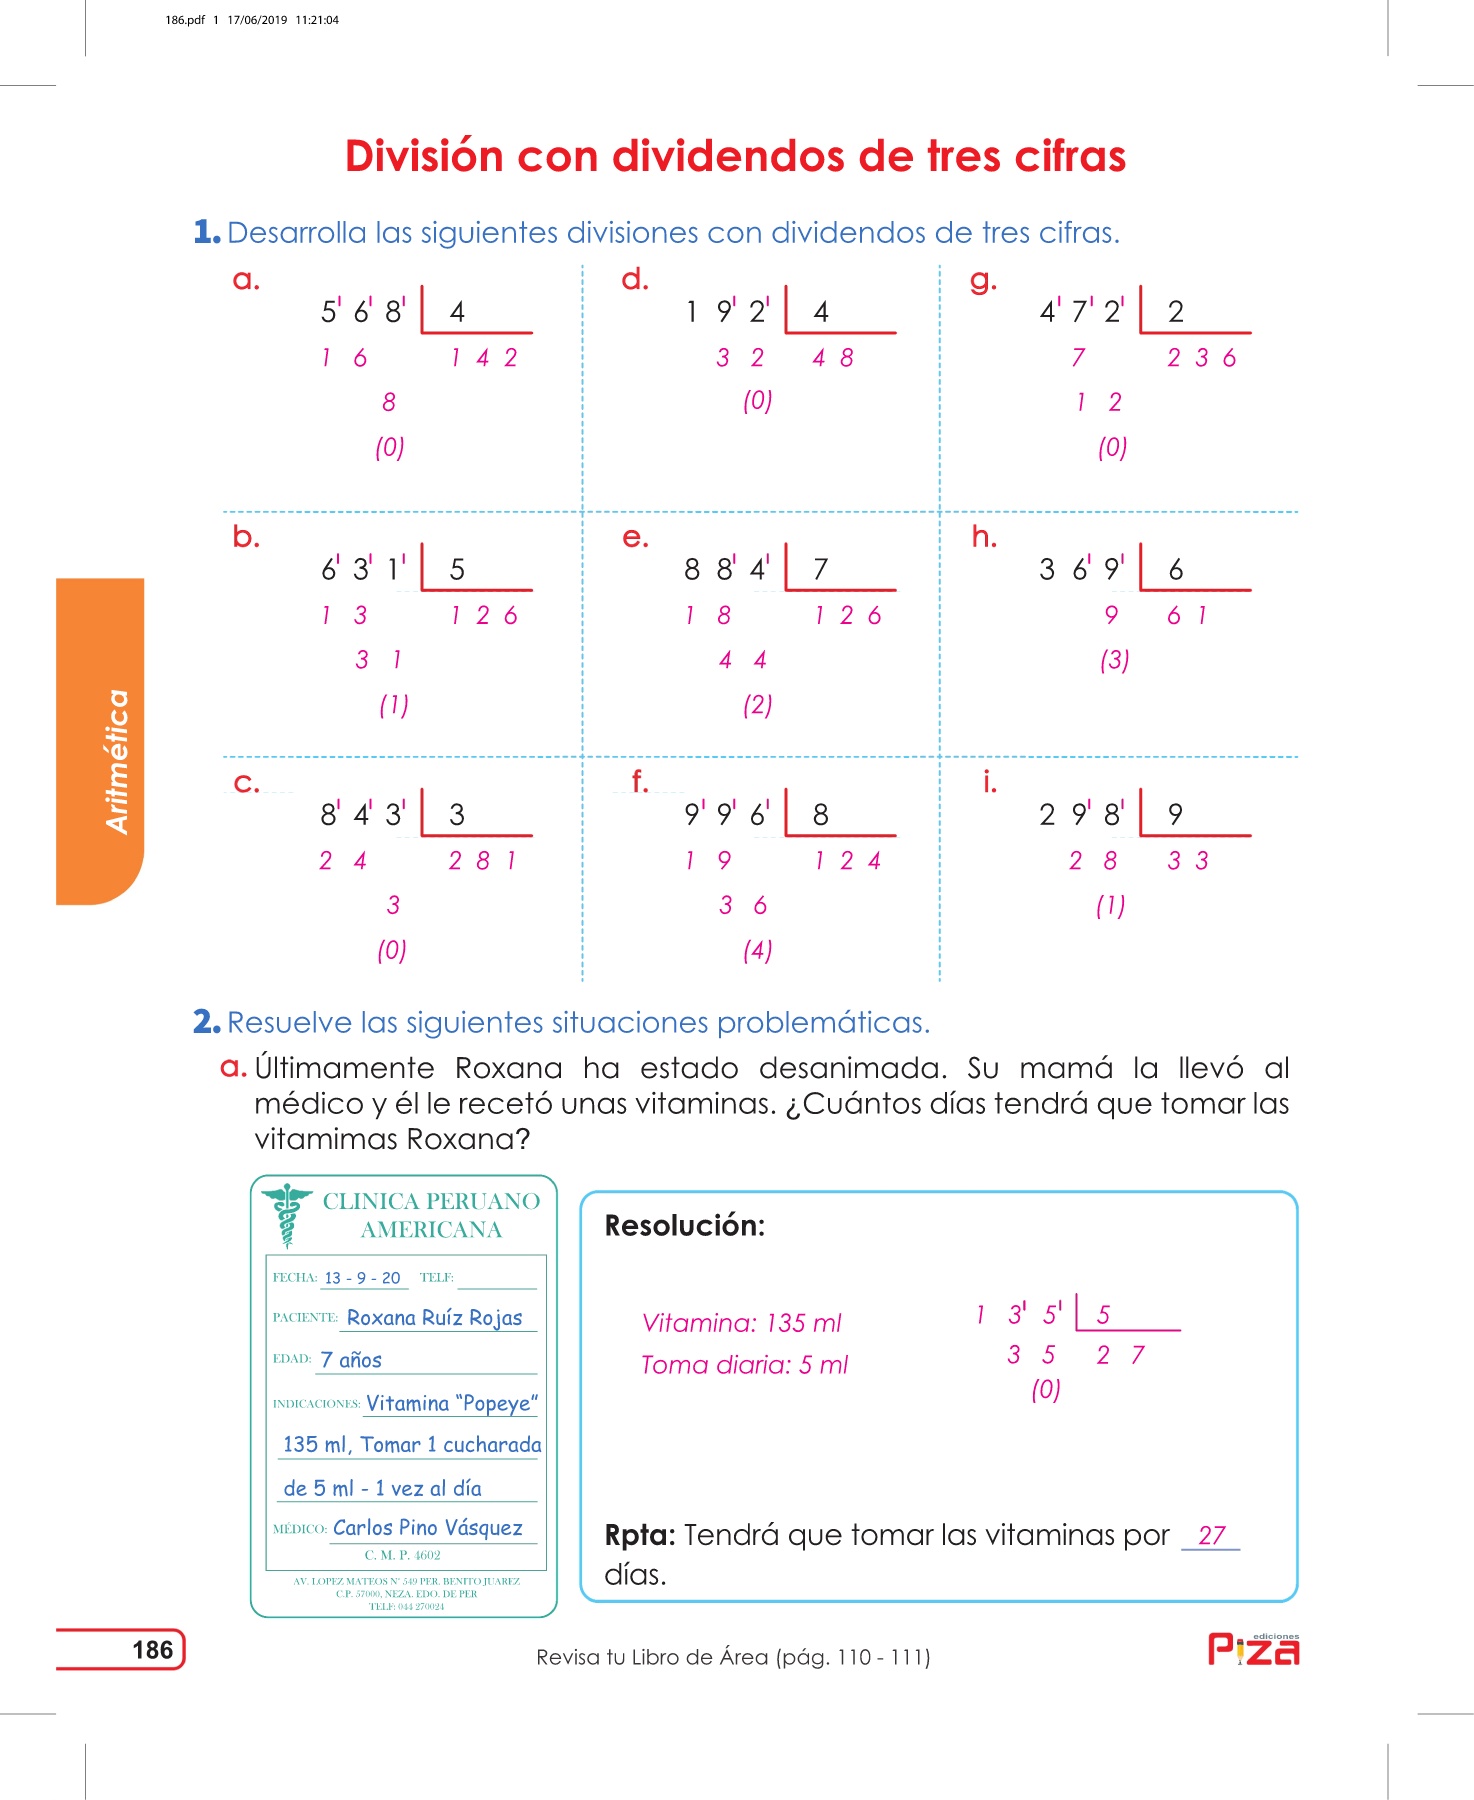 186.pdf 1 17/06/2019 11:21:04
División con dividendos de tres cifras
1. Desarrolla las siguientes divisiones con dividendos de tres cifras.
a.
5' 6' 8' 4
1 6 1 4 2
8
(0)
d.
1 9' 2' 4
3 2 4 8
(0)
g.
4' 7' 2' 2
7 2 3 6
1 2
(0)
b.
6' 3' 1' 5
1 3 1 2 6
3 1
(1)
e.
8 8' 4' 7
1 8 1 2 6
4 4
(2)
h.
3 6' 9' 6
9 6 1
(3)
c.
8' 4' 3' 3
2 4 2 8 1
3
(0)
f.
9' 9' 6' 8
1 9 1 2 4
3 6
(4)
i.
2 9' 8' 9
2 8 3 3
(1)
Aritmética
2. Resuelve las siguientes situaciones problemáticas.
a. Últimamente Roxana ha estado desanimada. Su mamá la llevó al
médico y él le recetó unas vitaminas. ¿Cuántos días tendrá que tomar las
vitamimas Roxana?
CLINICA PERUANO
AMERICANA
FECHA: 13 - 9 - 20 TELF:
PACIENTE: Roxana Ruíz Rojas
EDAD: 7 años
INDICACIONES: Vitamina “Popeye”
135 ml, Tomar 1 cucharada
de 5 ml - 1 vez al día
MÉDICO: Carlos Pino Vásquez
C. M. P. 4602
AV. LOPEZ MATEOS N° 549 PER. BENITO JUAREZ
C.P. 57000, NEZA. EDO. DE PER
TELF: 044 270024
Resolución:
Vitamina: 135 ml
Toma diaria: 5 ml
1 3' 5' 5
3 5 2 7
(0)
Rpta: Tendrá que tomar las vitaminas por 27
días.
186
Revisa tu Libro de Área (pág. 110 - 111)
ediciones
Piza